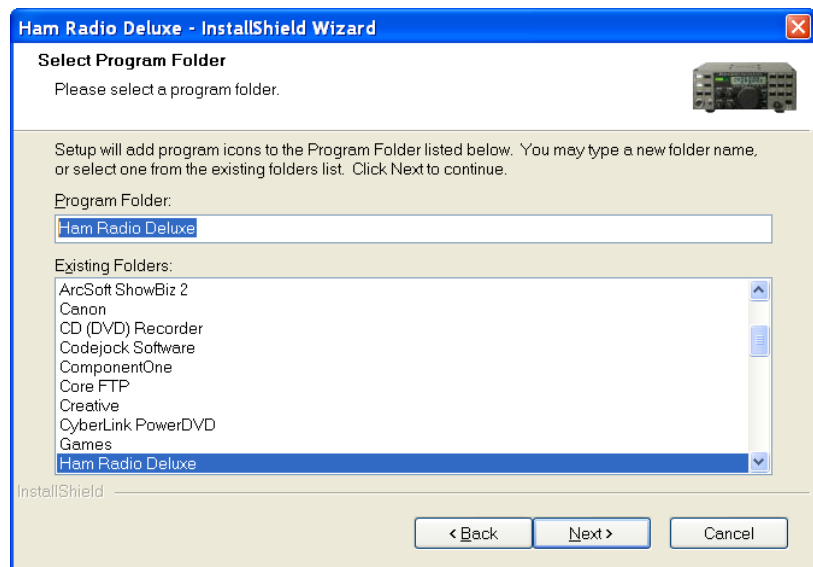 Ham Radio Deluxe - InstallShield Wizard
Select Program Folder
Please select a program folder.
Setup will add program icons to the Program Folder listed below. You may type a new folder name,
or select one from the existing folders list. Click Next to continue.
Program Folder:
Ham Radio Deluxe
Existing Folders:
ArcSoft ShowBiz 2
Canon
CD (DVD) Recorder
Codejock Software
ComponentOne
Core FTP
Creative
CyberLink PowerDVD
Games
Ham Radio Deluxe
InstallShield
< Back
Next >
Cancel